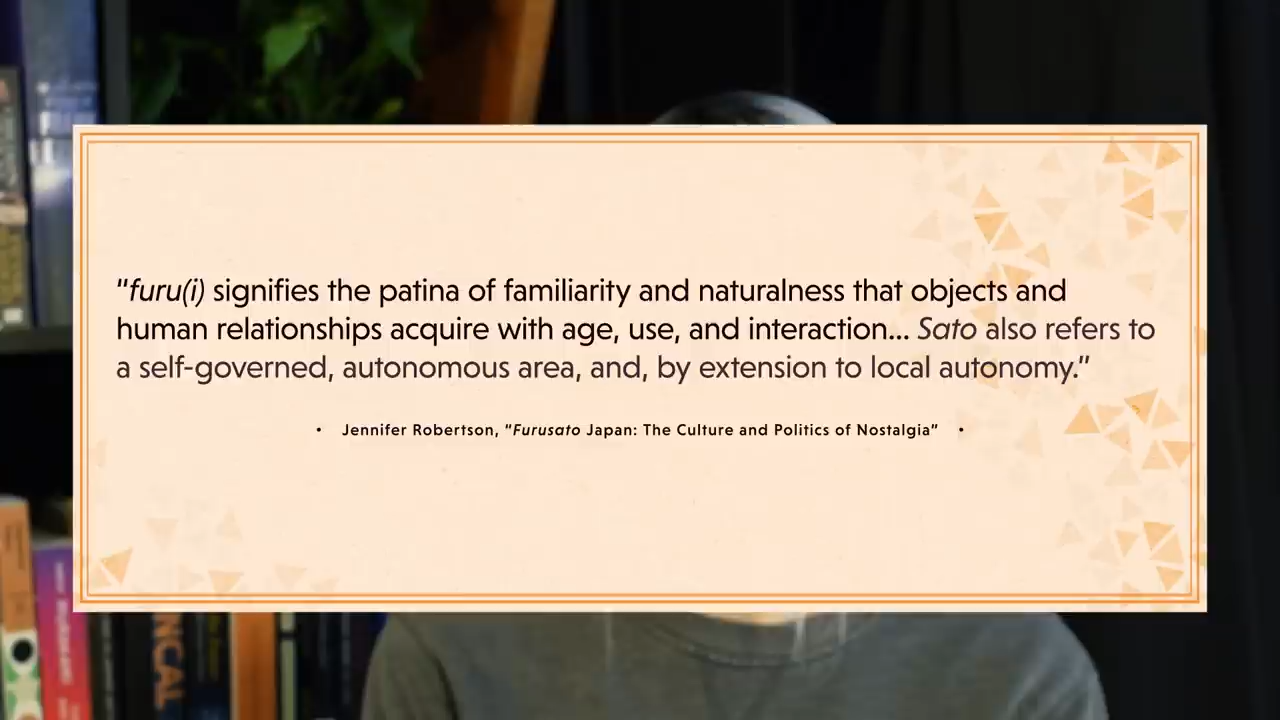 "furu(i) signifies the patina of familiarity and naturalness that objects and
human relationships acquire with age, use, and interaction... Sato also refers to
a self-governed, autonomous area, and, by extension to local autonomy."
• Jennifer Robertson, "Furusato Japan: The Culture and Politics of Nostalgia" •
NCAL